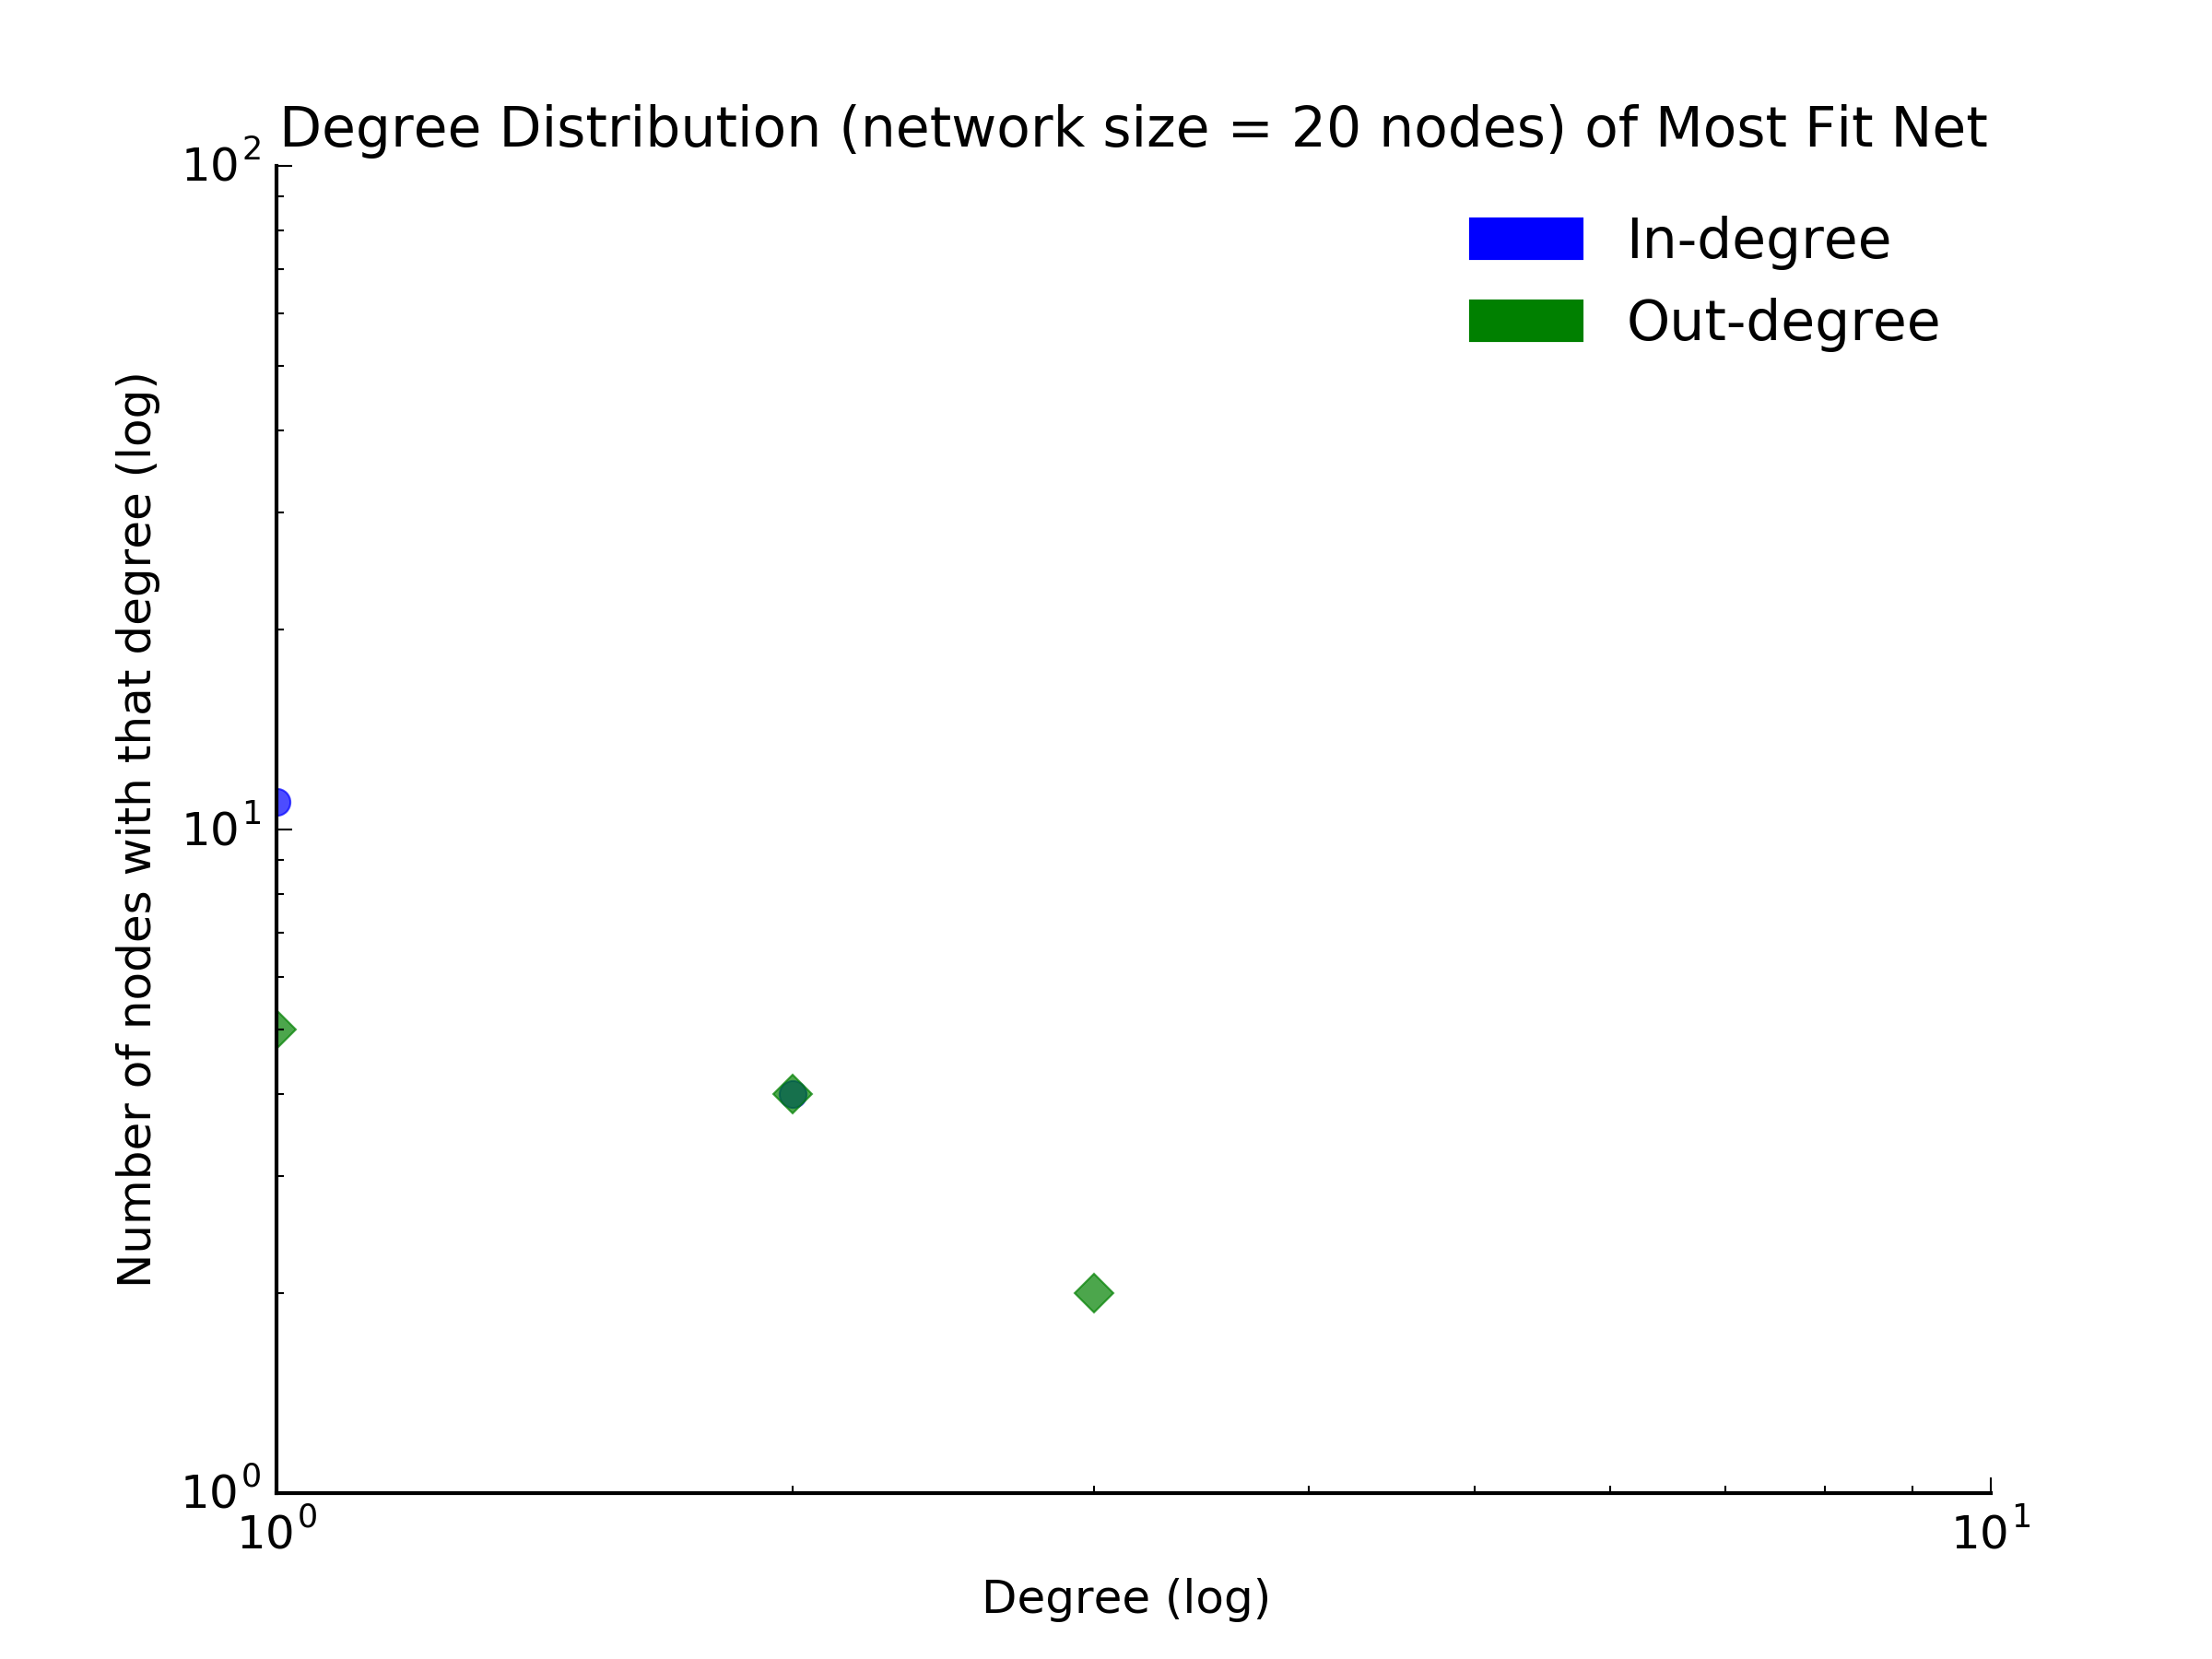 Degree Distribution (network size = 20 nodes) of Most Fit Net
10^2
In-degree
Out-degree
Number of nodes with that degree (log)
10^1
10^0
10^0
10^1
Degree (log)